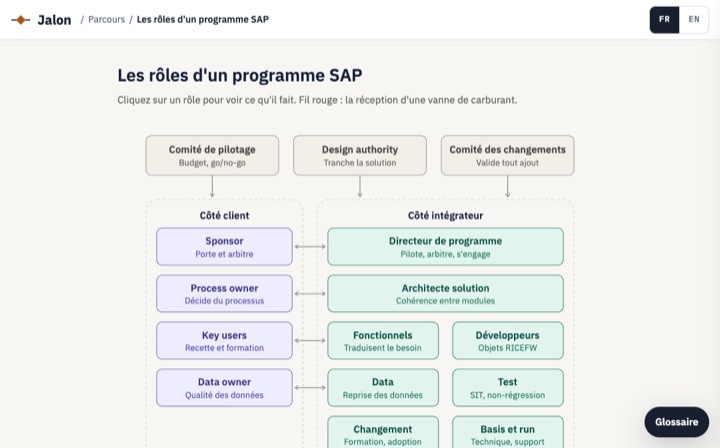 Jalon / Parcours / Les rôles d'un programme SAP
FR EN
Les rôles d'un programme SAP
Cliquez sur un rôle pour voir ce qu'il fait. Fil rouge : la réception d'une vanne de carburant.
Comité de pilotage
Budget, go/no-go
Design authority
Tranche la solution
Comité des changements
Valide tout ajout
Côté client
Côté intégrateur
Sponsor
Porte et arbitre
Directeur de programme
Pilote, arbitre, s'engage
Process owner
Décide du processus
Architecte solution
Cohérence entre modules
Key users
Recette et formation
Fonctionnels
Traduisent le besoin
Développeurs
Objets RICEFW
Data owner
Qualité des données
Data
Reprise des données
Test
SIT, non-régression
Changement
Formation, adoption
Basis et run
Technique, support
Glossaire